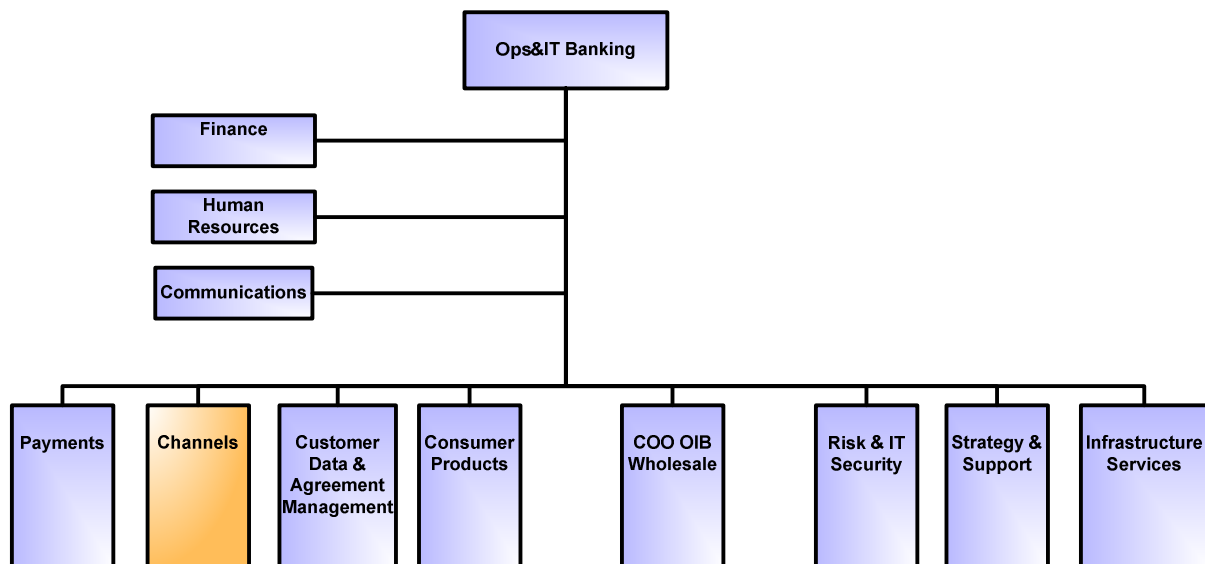 Ops&IT Banking
Finance
Human
Resources
Communications
Payments
Channels
Customer
Data &
Agreement
Management
Consumer
Products
COO OIB
Wholesale
Risk & IT
Security
Strategy &
Support
Infrastructure
Services